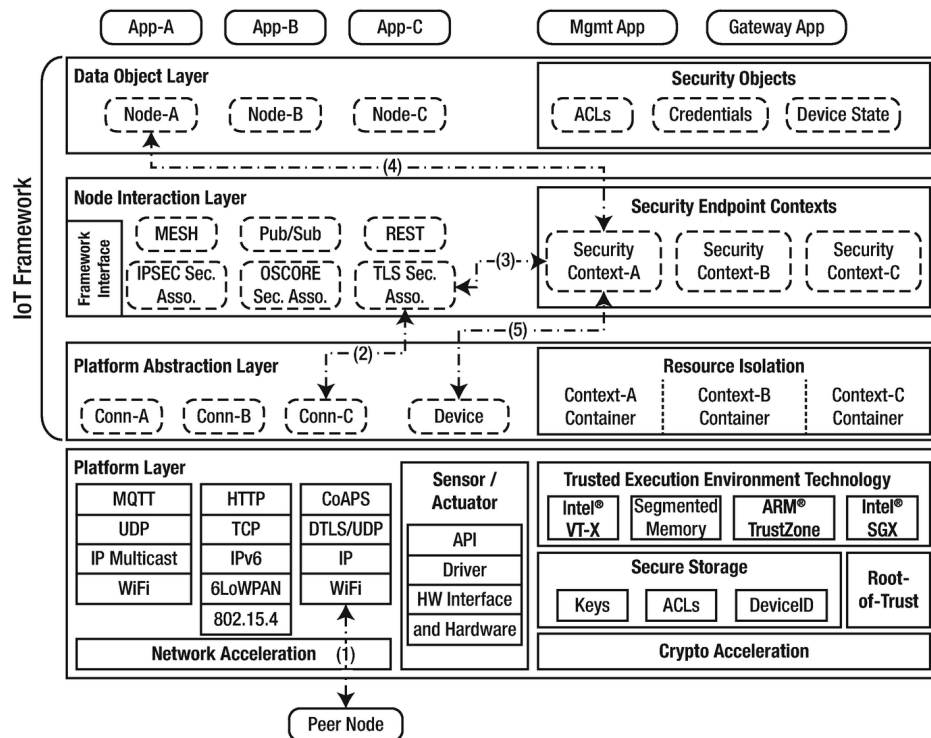 App-A
App-B
App-C
Mgmt App
Gateway App
IoT Framework
Data Object Layer
Node-A
Node-B
Node-C
Security Objects
ACLs
Credentials
Device State
(4)
Node Interaction Layer
Framework
Interface
MESH
Pub/Sub
REST
IPSEC Sec.
Asso.
OSCORE
Sec. Asso.
TLS Sec.
Asso.
(3)
Security Endpoint Contexts
Security
Context-A
Security
Context-B
Security
Context-C
(2)
(5)
Platform Abstraction Layer
Conn-A
Conn-B
Conn-C
Device
Resource Isolation
Context-A
Container
Context-B
Container
Context-C
Container
Platform Layer
MQTT
UDP
IP Multicast
WiFi
HTTP
TCP
IPv6
6LoWPAN
802.15.4
CoAPS
DTLS/UDP
IP
WiFi
Network Acceleration
(1)
Sensor /
Actuator
API
Driver
HW Interface
and Hardware
Trusted Execution Environment Technology
Intel®
VT-X
Segmented
Memory
ARM®
TrustZone
Intel®
SGX
Secure Storage
Keys
ACLs
DeviceID
Root-
of-Trust
Crypto Acceleration
Peer Node